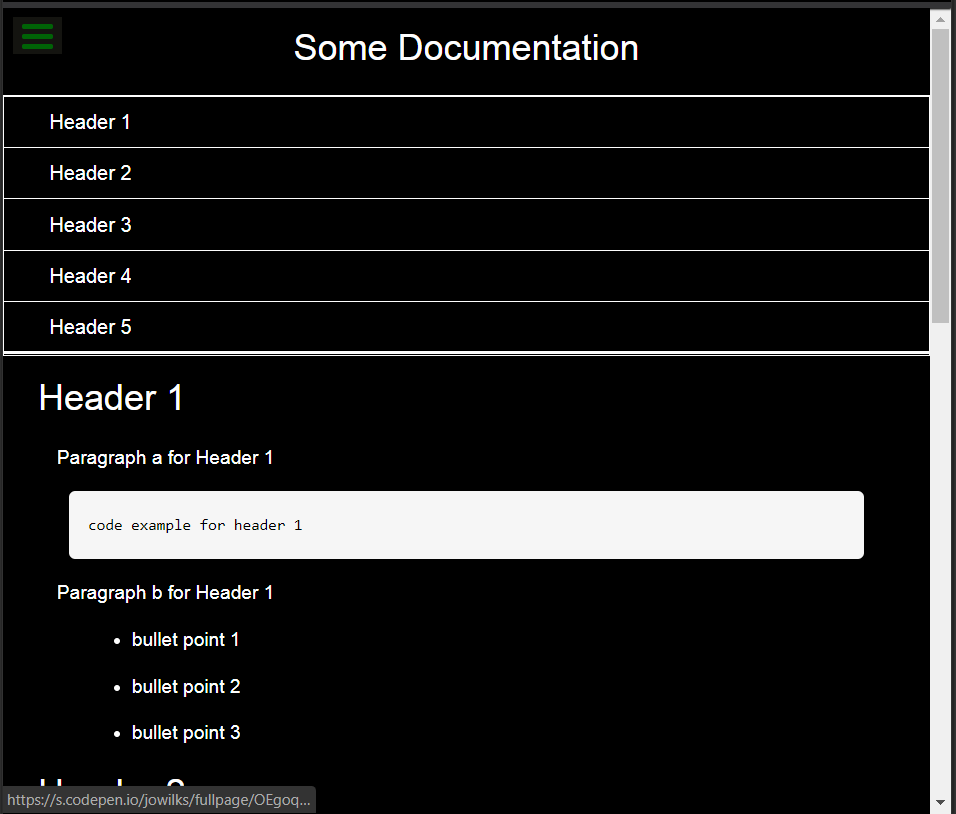 Some Documentation
Header 1
Header 2
Header 3
Header 4
Header 5
Header 1
Paragraph a for Header 1
code example for header 1
Paragraph b for Header 1
• bullet point 1
• bullet point 2
• bullet point 3
Header 2
https://s.codepen.io/jowilks/fullpage/OEgoq...